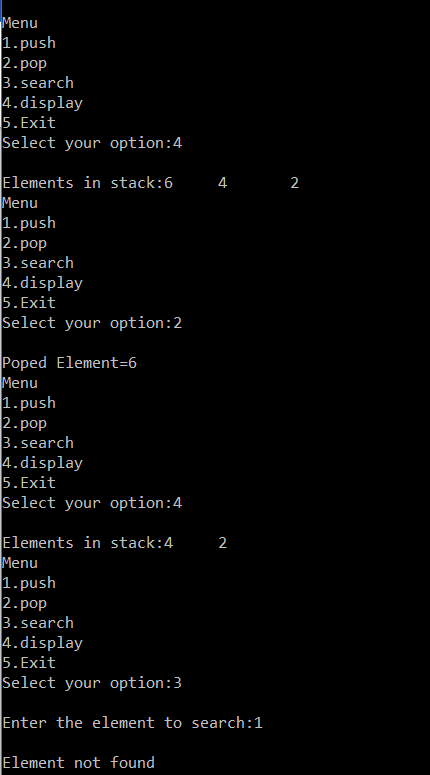 Menu
1.push
2.pop
3.search
4.display
5.Exit
Select your option:4
Elements in stack:6 4 2
Menu
1.push
2.pop
3.search
4.display
5.Exit
Select your option:2
Poped Element=6
Menu
1.push
2.pop
3.search
4.display
5.Exit
Select your option:4
Elements in stack:4 2
Menu
1.push
2.pop
3.search
4.display
5.Exit
Select your option:3
Enter the element to search:1
Element not found